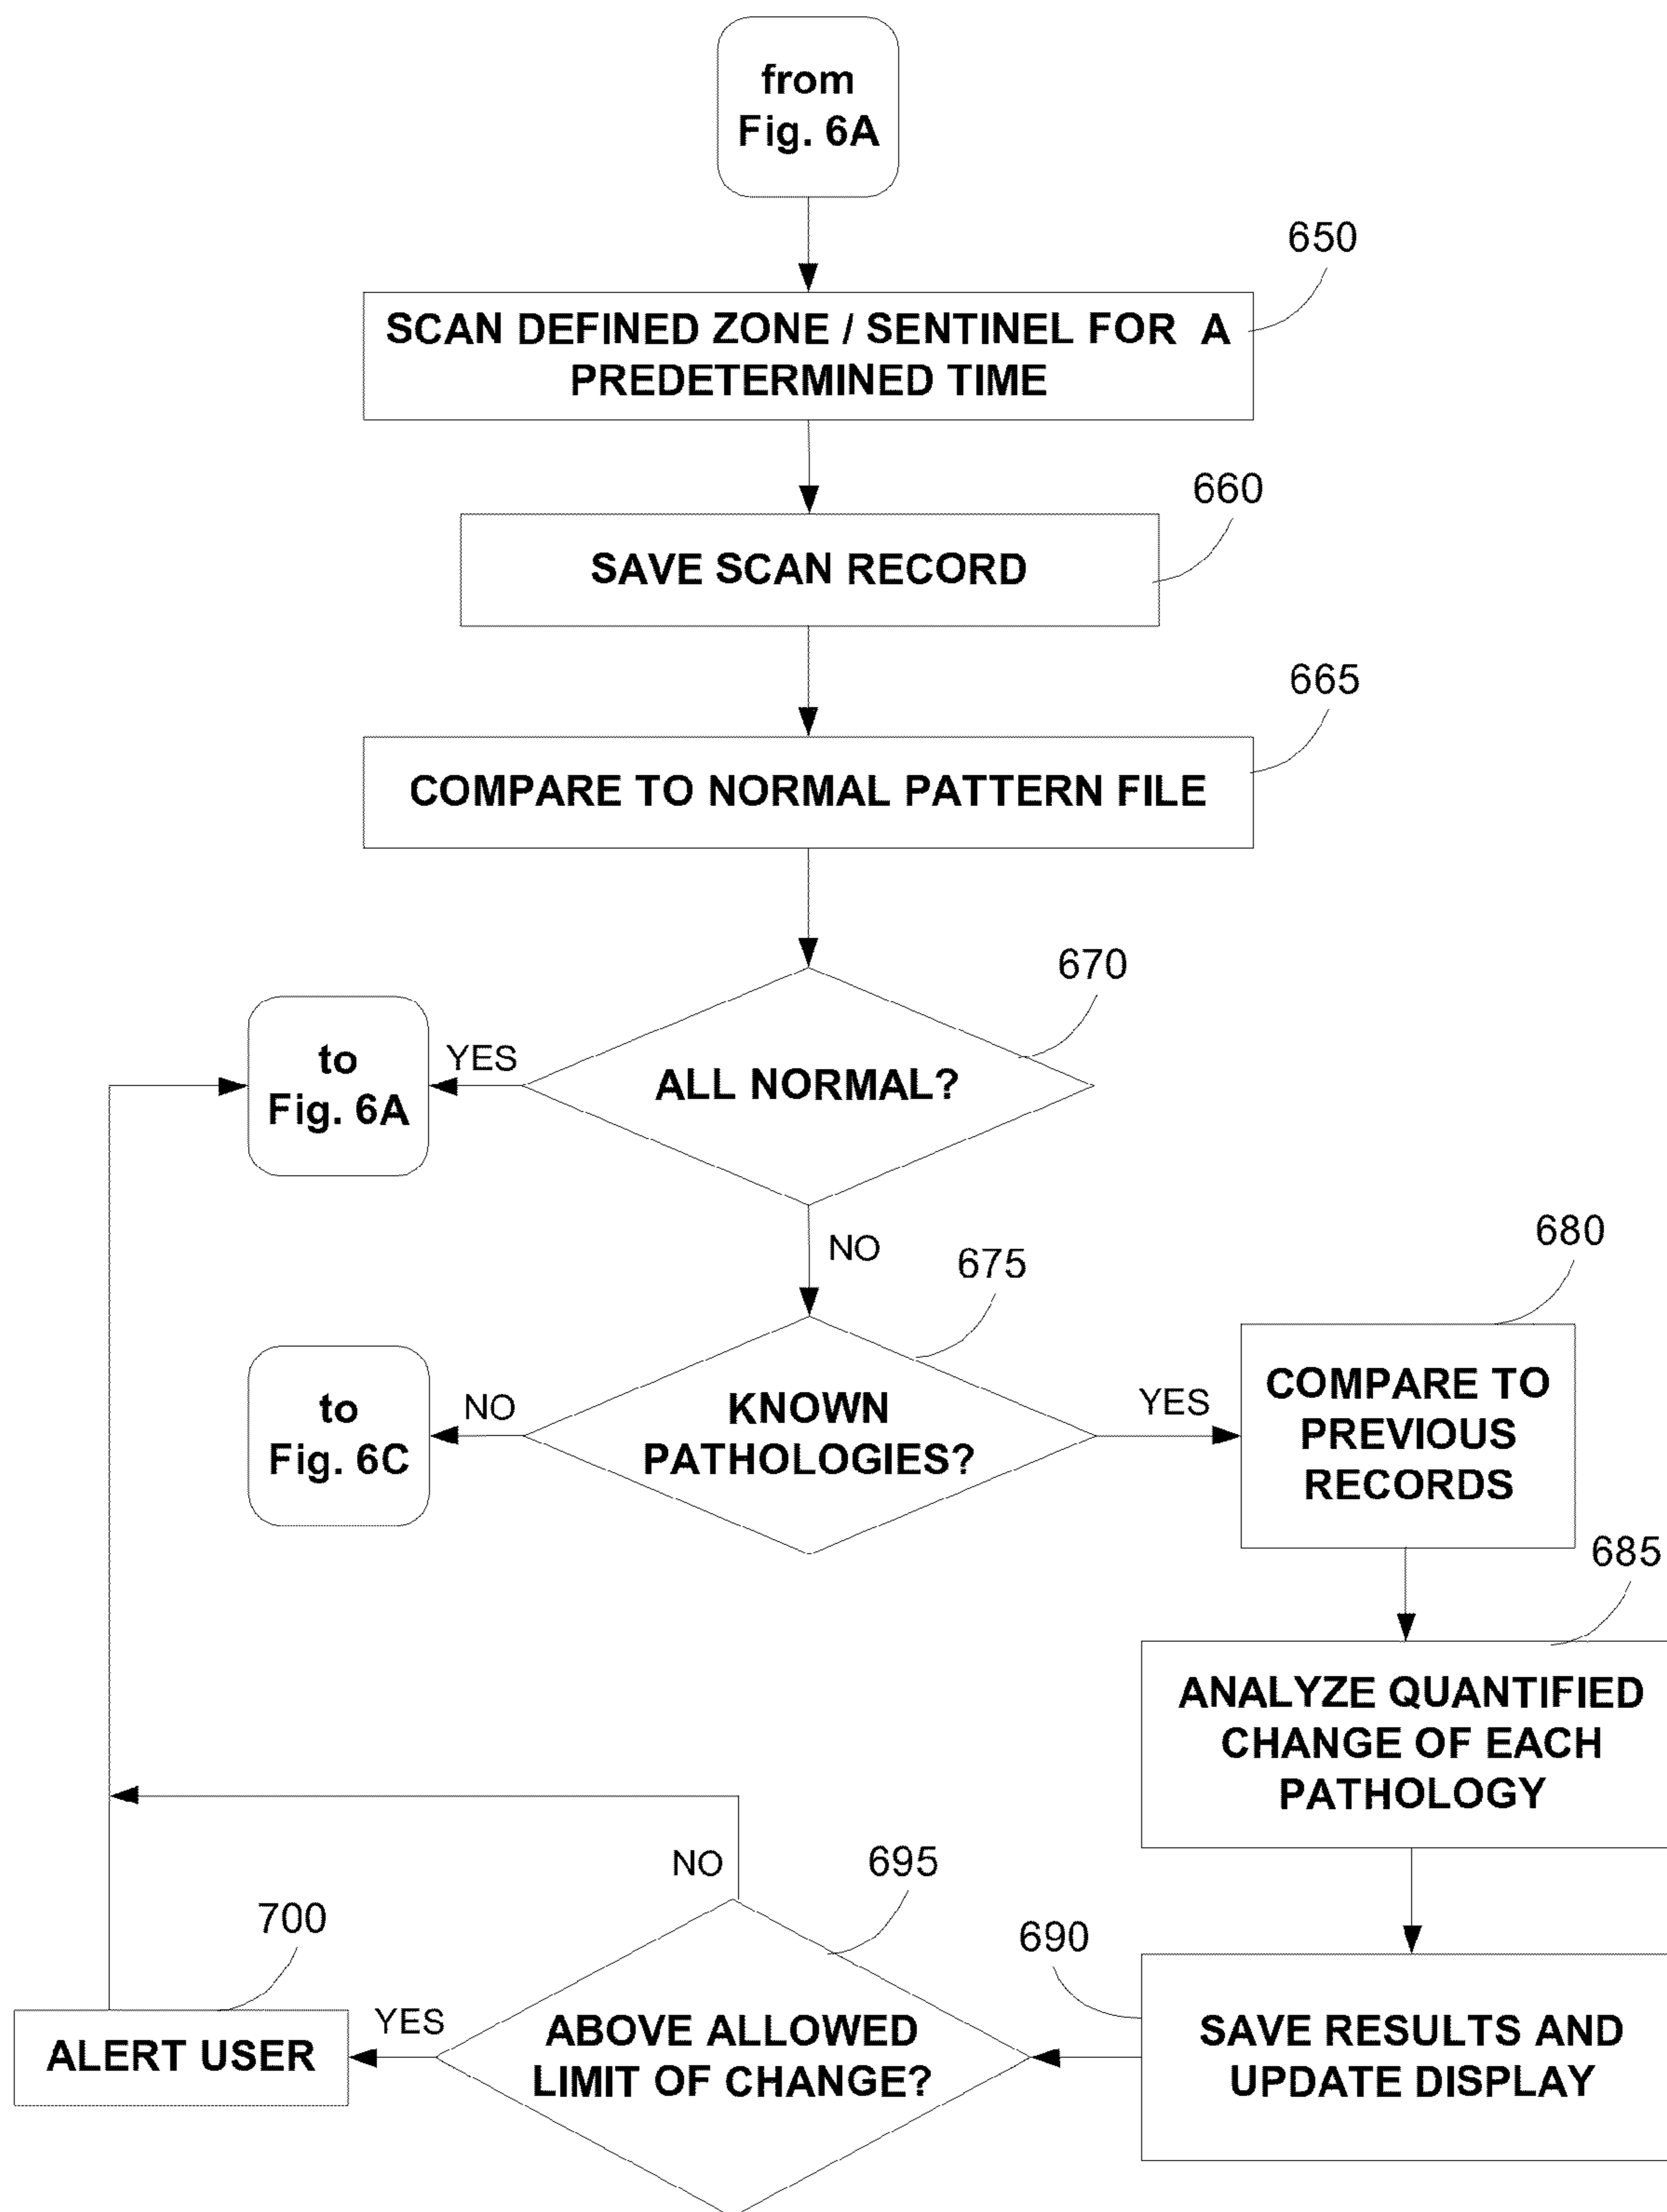 from
Fig. 6A
650
SCAN DEFINED ZONE / SENTINEL FOR A
PREDETERMINED TIME
660
SAVE SCAN RECORD
665
COMPARE TO NORMAL PATTERN FILE
670
to
Fig. 6A
YES
ALL NORMAL?
NO
675
680
to
Fig. 6C
NO
KNOWN
PATHOLOGIES?
YES
COMPARE TO
PREVIOUS
RECORDS
685
ANALYZE QUANTIFIED
CHANGE OF EACH
PATHOLOGY
NO
695
700
690
ALERT USER
YES
ABOVE ALLOWED
LIMIT OF CHANGE?
SAVE RESULTS AND
UPDATE DISPLAY